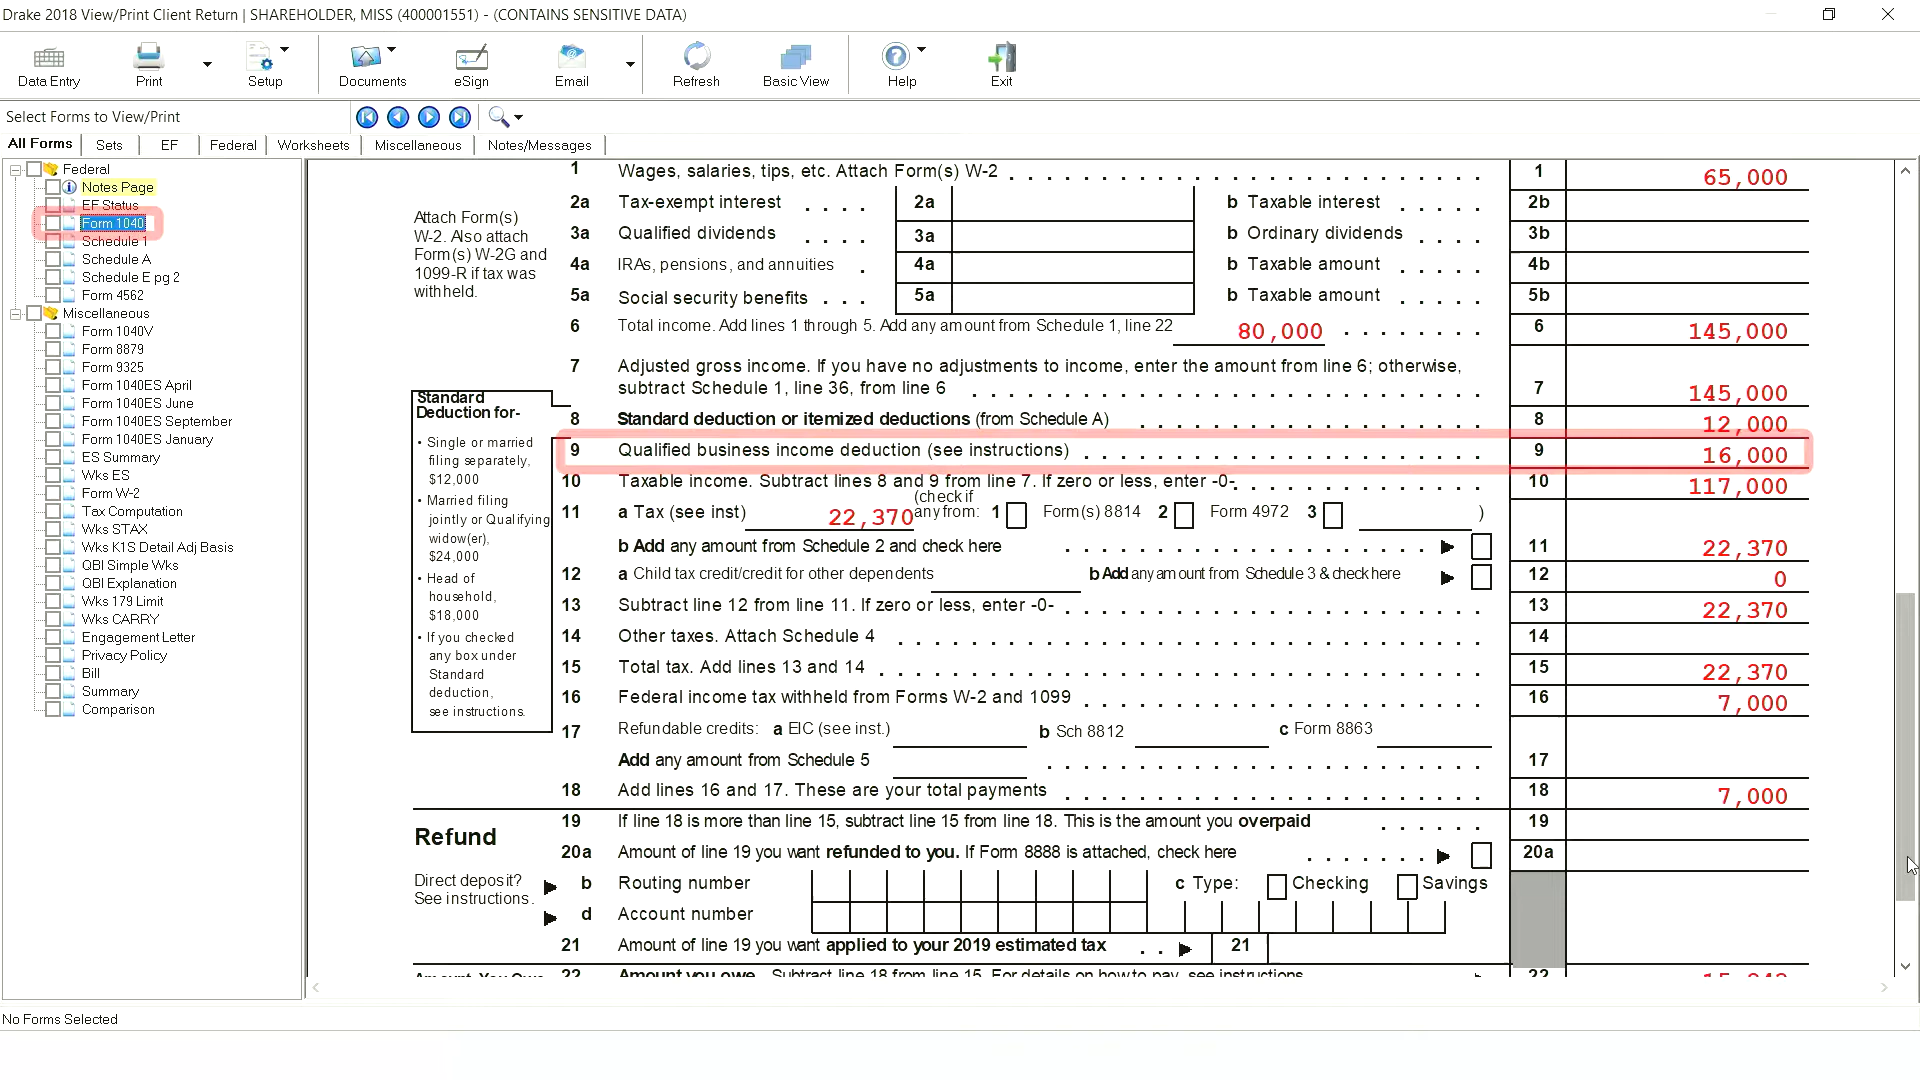 Drake 2018 View/Print Client Return | SHAREHOLDER, MISS (400001551) - (CONTAINS SENSITIVE DATA)
Data Entry Print Setup Documents eSign Email Refresh Basic View Help Exit
Select Forms to View/Print
All Forms Sets EF Federal Worksheets Miscellaneous Notes/Messages
Federal
Notes Page
EF Status
Form 1040
Schedule 1
Schedule A
Schedule E pg 2
Form 4562
Miscellaneous
Form 1040V
Form 8879
Form 9325
Form 1040ES April
Form 1040ES June
Form 1040ES September
Form 1040ES January
ES Summary
Wks ES
Form W-2
Tax Computation
Wks STAX
Wks K1S Detail Adj Basis
QBI Simple Wks
QBI Explanation
Wks 179 Limit
Wks CARRY
Engagement Letter
Privacy Policy
Bill
Summary
Comparison
Attach Form(s)
W-2. Also attach
Form(s) W-2G and
1099-R if tax was
withheld.
Standard
Deduction for-
• Single or married
filing separately,
$12,000
• Married filing
jointly or Qualifying
widow(er),
$24,000
• Head of
household,
$18,000
• If you checked
any box under
Standard
deduction,
see instructions.
1 Wages, salaries, tips, etc. Attach Form(s) W-2 . . . . . . . . . . . . . . . . . . . . . 1 65,000
2a Tax-exempt interest . . . . 2a b Taxable interest . . . . . 2b
3a Qualified dividends . . . . 3a b Ordinary dividends . . . . 3b
4a IRAs, pensions, and annuities . 4a b Taxable amount . . . . . 4b
5a Social security benefits . . . 5a b Taxable amount . . . . . 5b
6 Total income. Add lines 1 through 5. Add any amount from Schedule 1, line 22 80,000 . . . . . . . . 6 145,000
7 Adjusted gross income. If you have no adjustments to income, enter the amount from line 6; otherwise,
subtract Schedule 1, line 36, from line 6 . . . . . . . . . . . . . . . . . . . . . . 7 145,000
8 Standard deduction or itemized deductions (from Schedule A) . . . . . . . . . . . . . . . 8 12,000
9 Qualified business income deduction (see instructions) . . . . . . . . . . . . . . . . . . 9 16,000
10 Taxable income. Subtract lines 8 and 9 from line 7. If zero or less, enter -0- . . . . . . . . . . . 10 117,000
11 a Tax (see inst) 22,370 (check if any from: 1 Form(s) 8814 2 Form 4972 3 )
b Add any amount from Schedule 2 and check here . . . . . . . . . . . . . . . . ▶ 11 22,370
12 a Child tax credit/credit for other dependents b Add any amount from Schedule 3 & check here ▶ 12 0
13 Subtract line 12 from line 11. If zero or less, enter -0- . . . . . . . . . . . . . . . . . . . 13 22,370
14 Other taxes. Attach Schedule 4 . . . . . . . . . . . . . . . . . . . . . . . . . 14
15 Total tax. Add lines 13 and 14 . . . . . . . . . . . . . . . . . . . . . . . . . . 15 22,370
16 Federal income tax withheld from Forms W-2 and 1099 . . . . . . . . . . . . . . . . . . 16 7,000
17 Refundable credits: a EIC (see inst.) b Sch 8812 c Form 8863
Add any amount from Schedule 5 . . . . . . . . . . . . . . . . . . . 17
18 Add lines 16 and 17. These are your total payments . . . . . . . . . . . . . . . . . . . 18 7,000
Refund
19 If line 18 is more than line 15, subtract line 15 from line 18. This is the amount you overpaid . . . . . 19
20a Amount of line 19 you want refunded to you. If Form 8888 is attached, check here . . . . . . . ▶ 20a
Direct deposit?
See instructions.
▶ b Routing number c Type: Checking Savings
▶ d Account number
21 Amount of line 19 you want applied to your 2019 estimated tax . . ▶ 21
22 Amount you owe. Subtract line 18 from line 15. For details on how to pay, see instructions 22
No Forms Selected